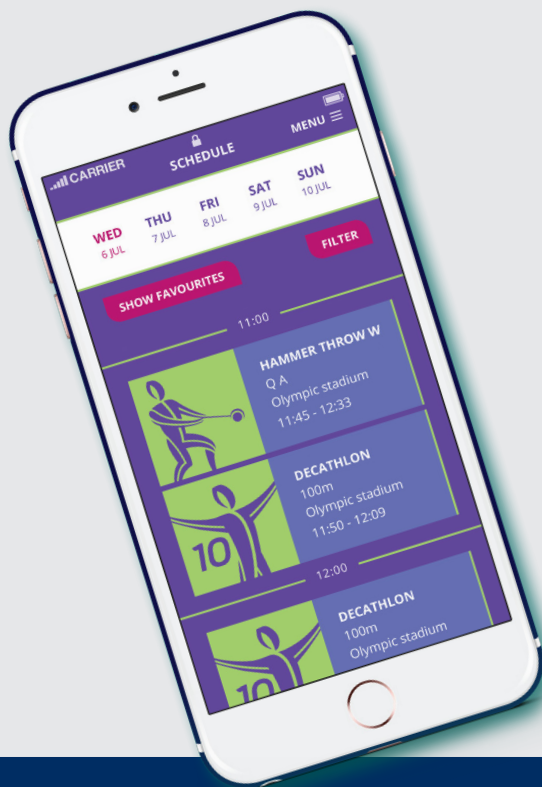 CARRIER
SCHEDULE
MENU
WED THU FRI SAT SUN
6 JUL 7 JUL 8 JUL 9 JUL 10 JUL
SHOW FAVOURITES FILTER
11:00
HAMMER THROW W
Q A
Olympic stadium
11:45 - 12:33
10
DECATHLON
100m
Olympic stadium
11:50 - 12:09
12:00
10
DECATHLON
100m
Olympic stadium